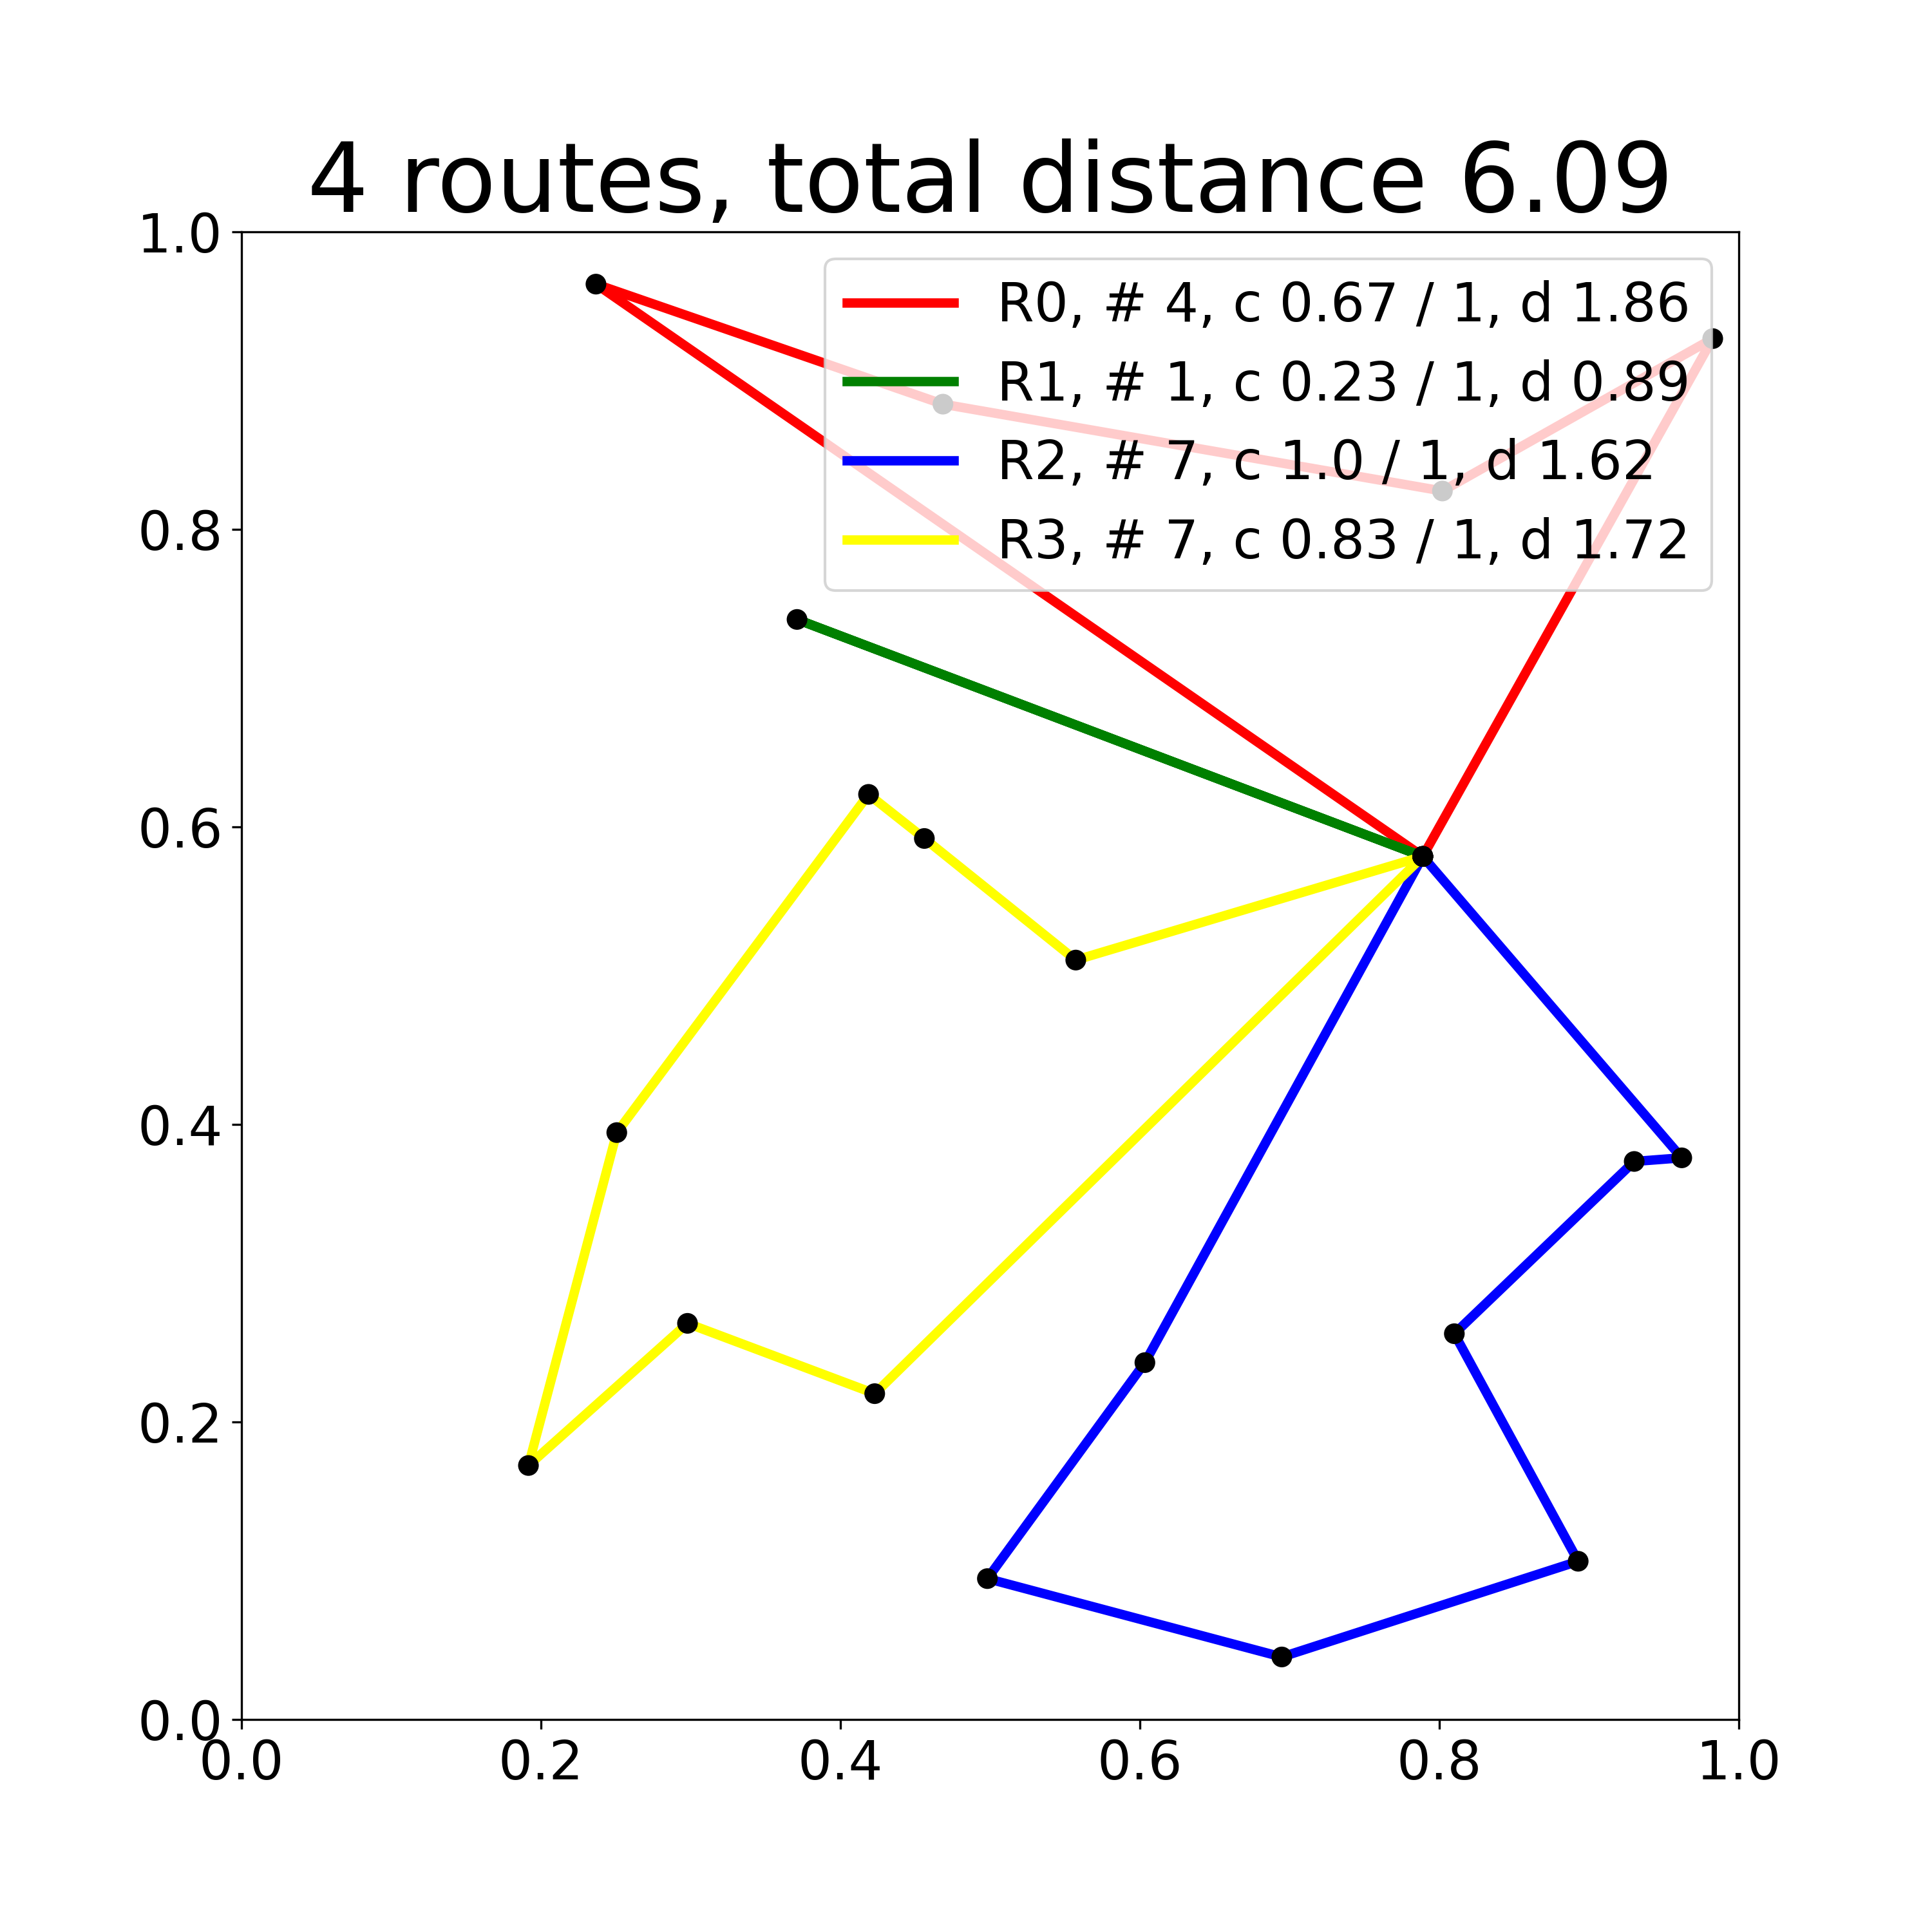 4 routes, total distance 6.09
R0, # 4, c 0.67 / 1, d 1.86
R1, # 1, c 0.23 / 1, d 0.89
R2, # 7, c 1.0 / 1, d 1.62
R3, # 7, c 0.83 / 1, d 1.72
1.0
0.8
0.6
0.4
0.2
0.0
0.0 0.2 0.4 0.6 0.8 1.0